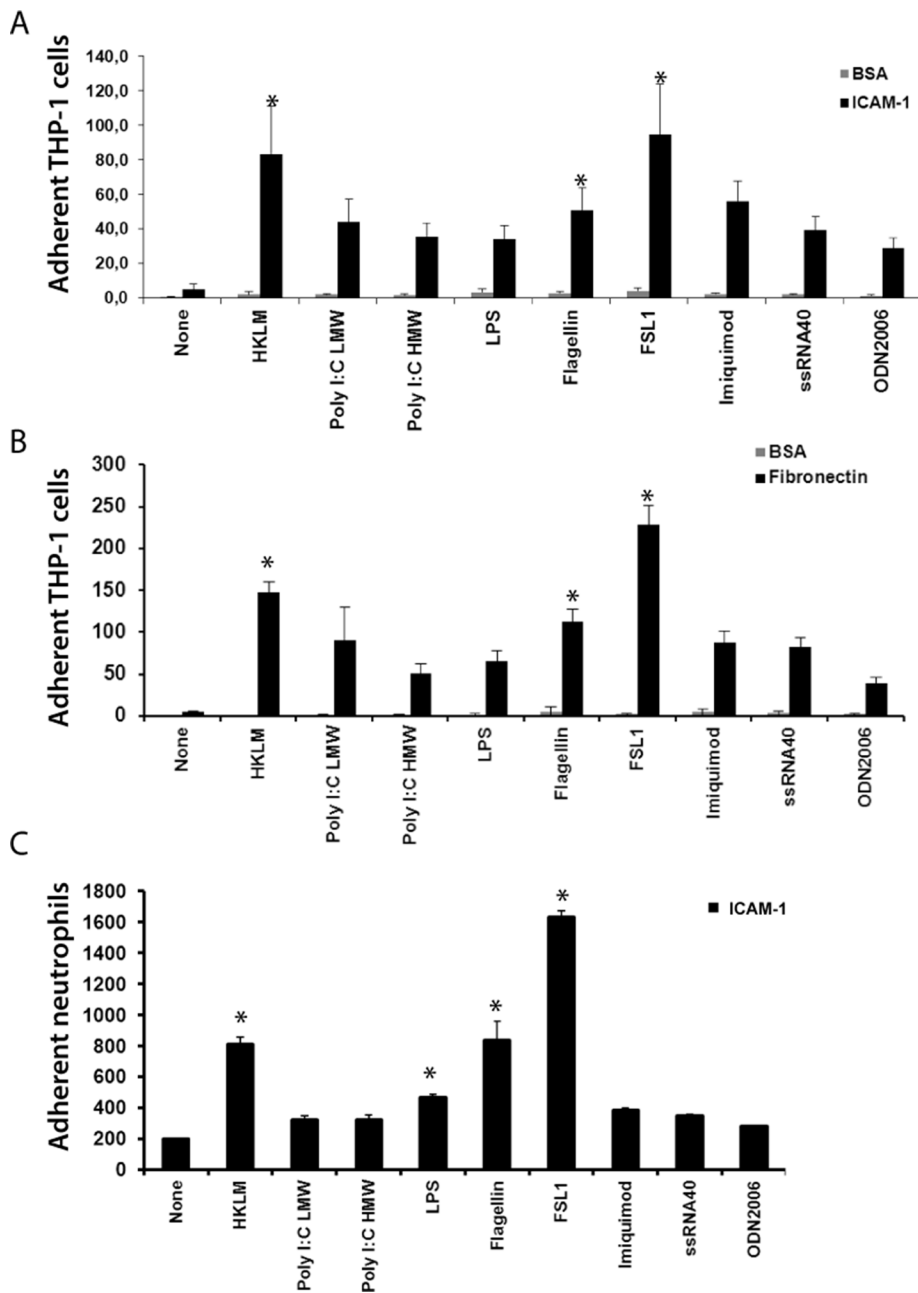 A
Adherent THP-1 cells
140,0
120,0
100,0
80,0
60,0
40,0
20,0
0,0
BSA
ICAM-1
*
*
*
None
HKLM
Poly I:C LMW
Poly I:C HMW
LPS
Flagellin
FSL1
Imiquimod
ssRNA40
ODN2006
B
Adherent THP-1 cells
300
250
200
150
100
50
0
BSA
Fibronectin
*
*
*
None
HKLM
Poly I:C LMW
Poly I:C HMW
LPS
Flagellin
FSL1
Imiquimod
ssRNA40
ODN2006
C
Adherent neutrophils
1800
1600
1400
1200
1000
800
600
400
200
0
ICAM-1
*
*
*
*
None
HKLM
Poly I:C LMW
Poly I:C HMW
LPS
Flagellin
FSL1
Imiquimod
ssRNA40
ODN2006